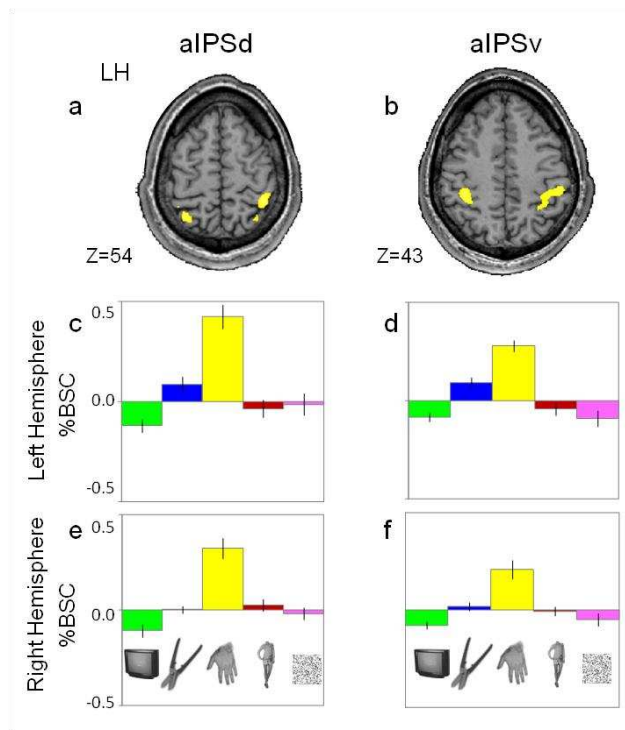 aIPSd
aIPSv
LH
a
b
Z=54
Z=43
Left Hemisphere
%BSC
c
0.5
0.0
-0.5
d
Right Hemisphere
%BSC
e
0.5
0.0
-0.5
f